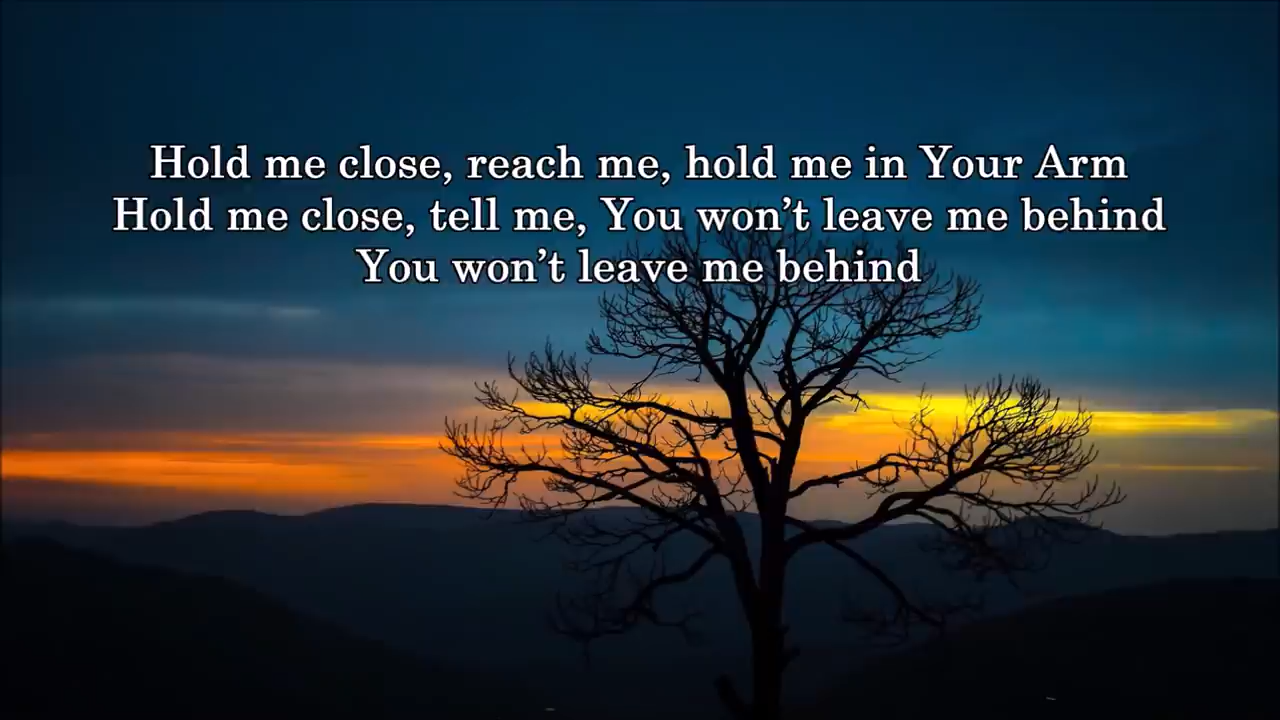 Hold me close, reach me, hold me in Your Arm
Hold me close, tell me, You won’t leave me behind
You won’t leave me behind